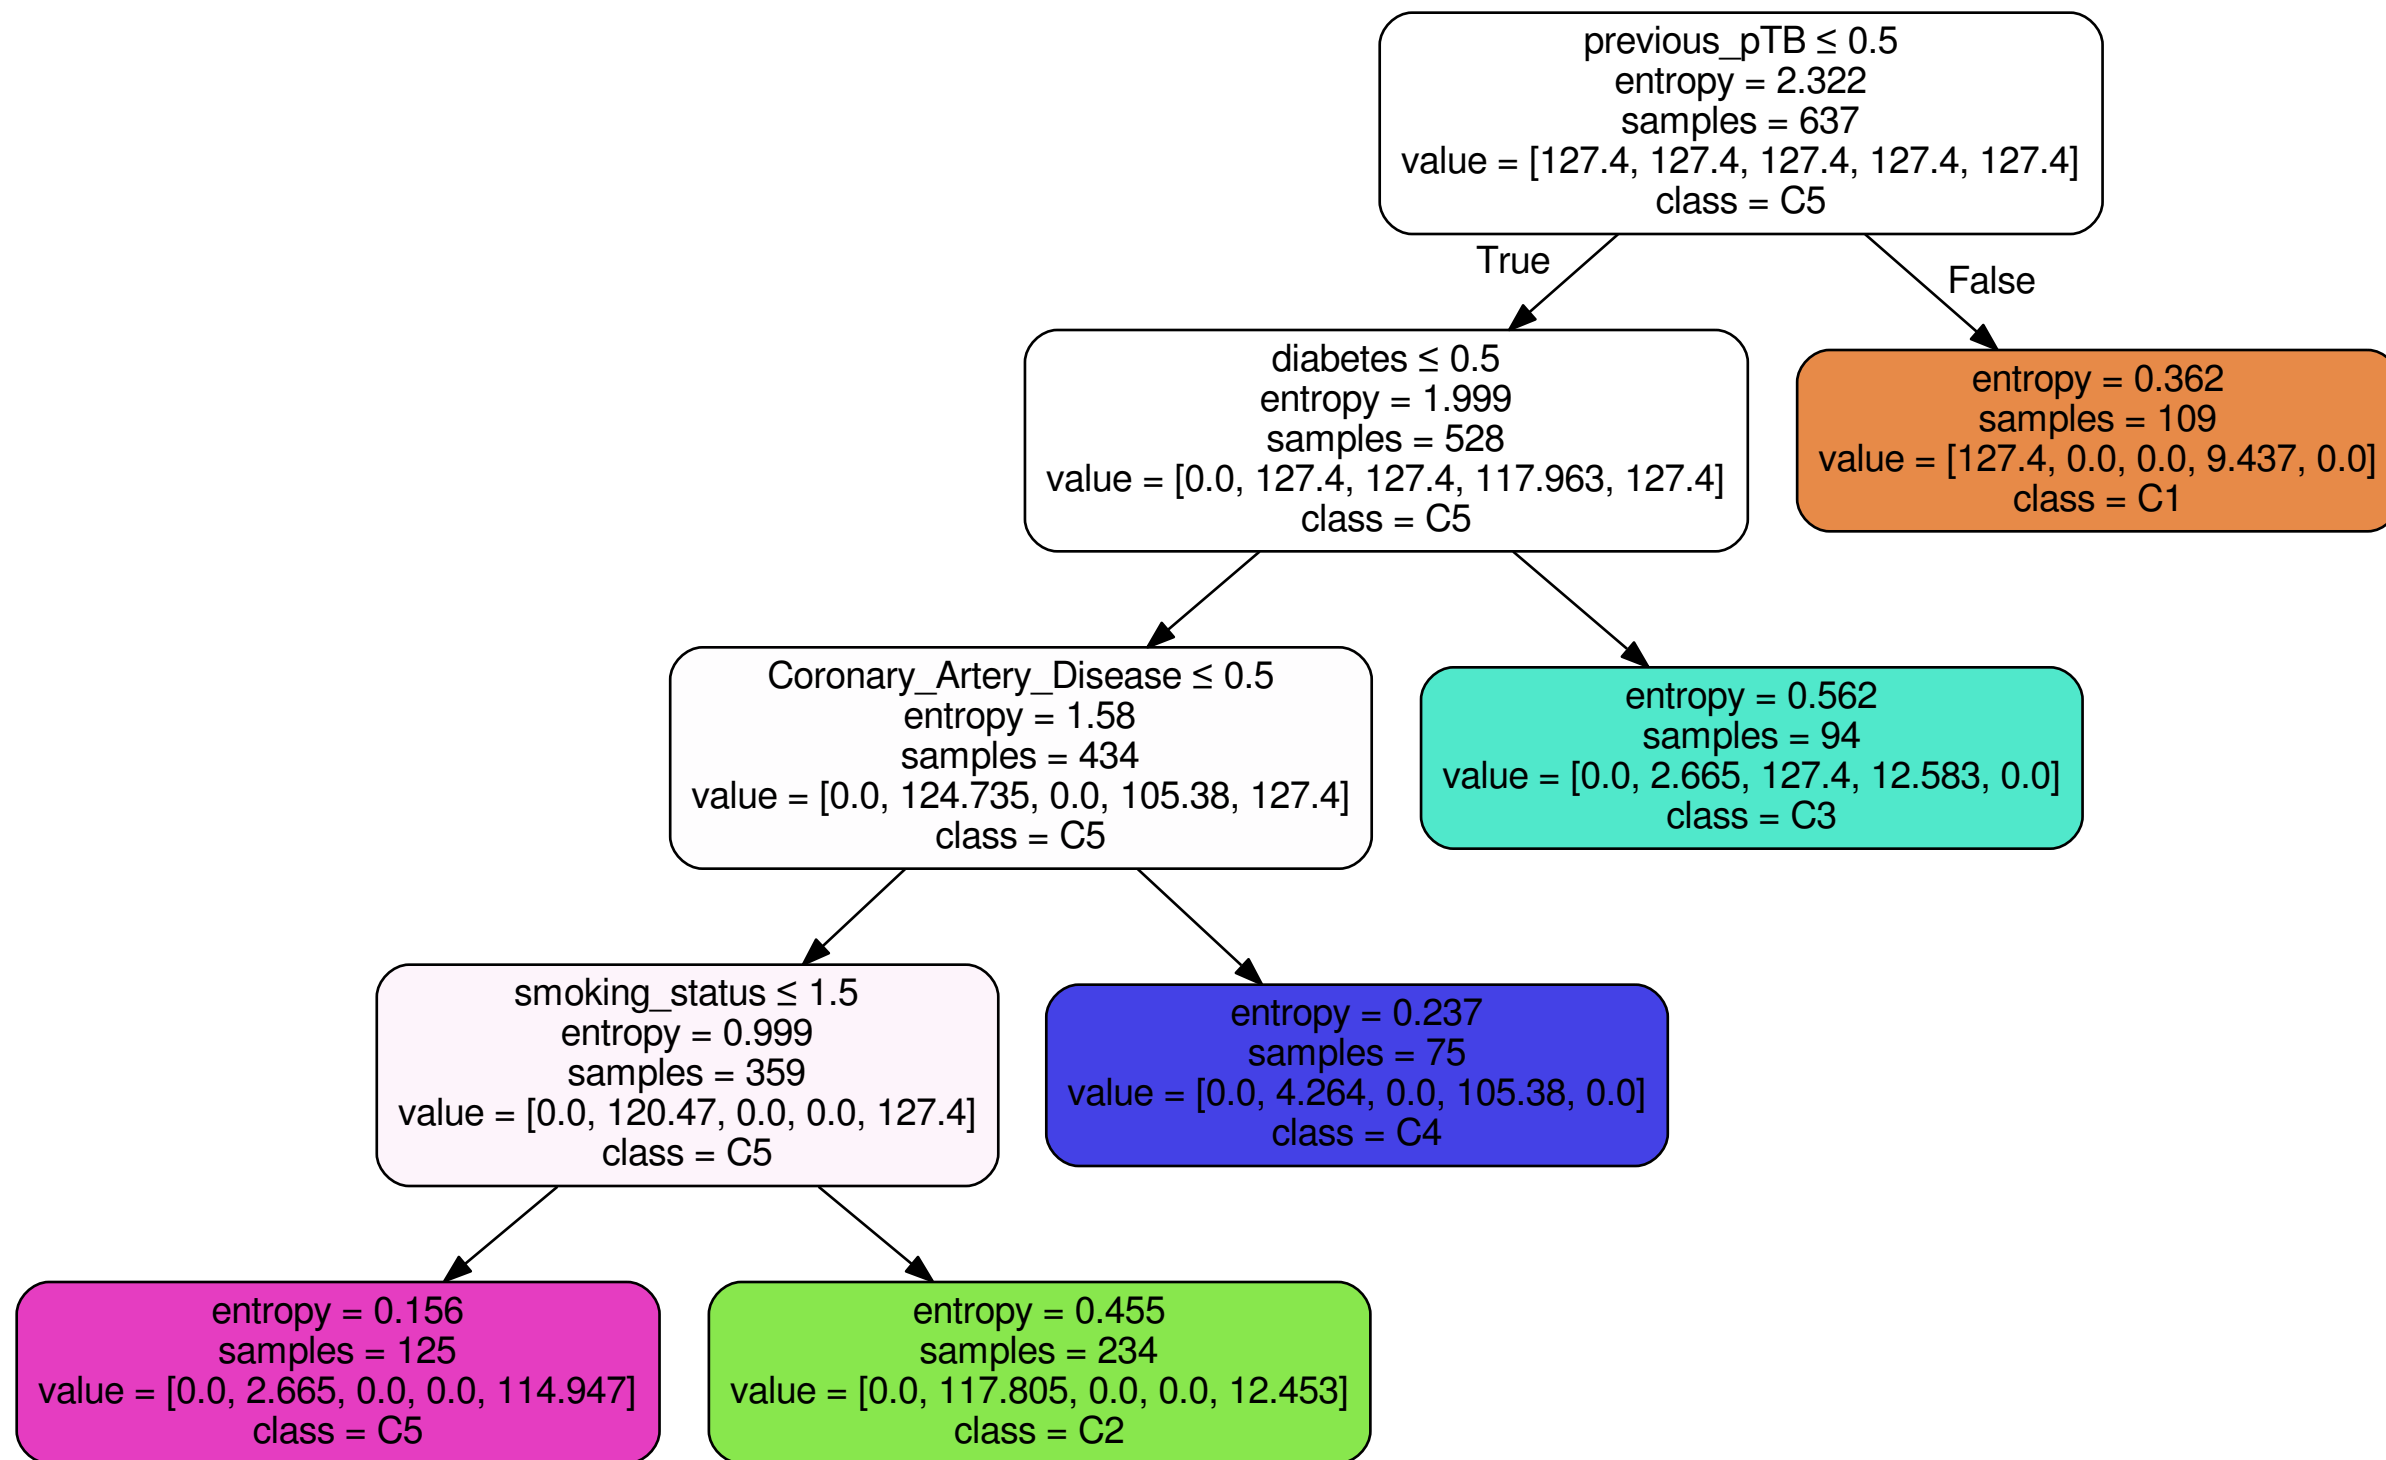 previous_pTB ≤ 0.5
entropy = 2.322
samples = 637
value = [127.4, 127.4, 127.4, 127.4, 127.4]
class = C5
True
False
diabetes ≤ 0.5
entropy = 1.999
samples = 528
value = [0.0, 127.4, 127.4, 117.963, 127.4]
class = C5
entropy = 0.362
samples = 109
value = [127.4, 0.0, 0.0, 9.437, 0.0]
class = C1
Coronary_Artery_Disease ≤ 0.5
entropy = 1.58
samples = 434
value = [0.0, 124.735, 0.0, 105.38, 127.4]
class = C5
entropy = 0.562
samples = 94
value = [0.0, 2.665, 127.4, 12.583, 0.0]
class = C3
smoking_status ≤ 1.5
entropy = 0.999
samples = 359
value = [0.0, 120.47, 0.0, 0.0, 127.4]
class = C5
entropy = 0.237
samples = 75
value = [0.0, 4.264, 0.0, 105.38, 0.0]
class = C4
entropy = 0.156
samples = 125
value = [0.0, 2.665, 0.0, 0.0, 114.947]
class = C5
entropy = 0.455
samples = 234
value = [0.0, 117.805, 0.0, 0.0, 12.453]
class = C2